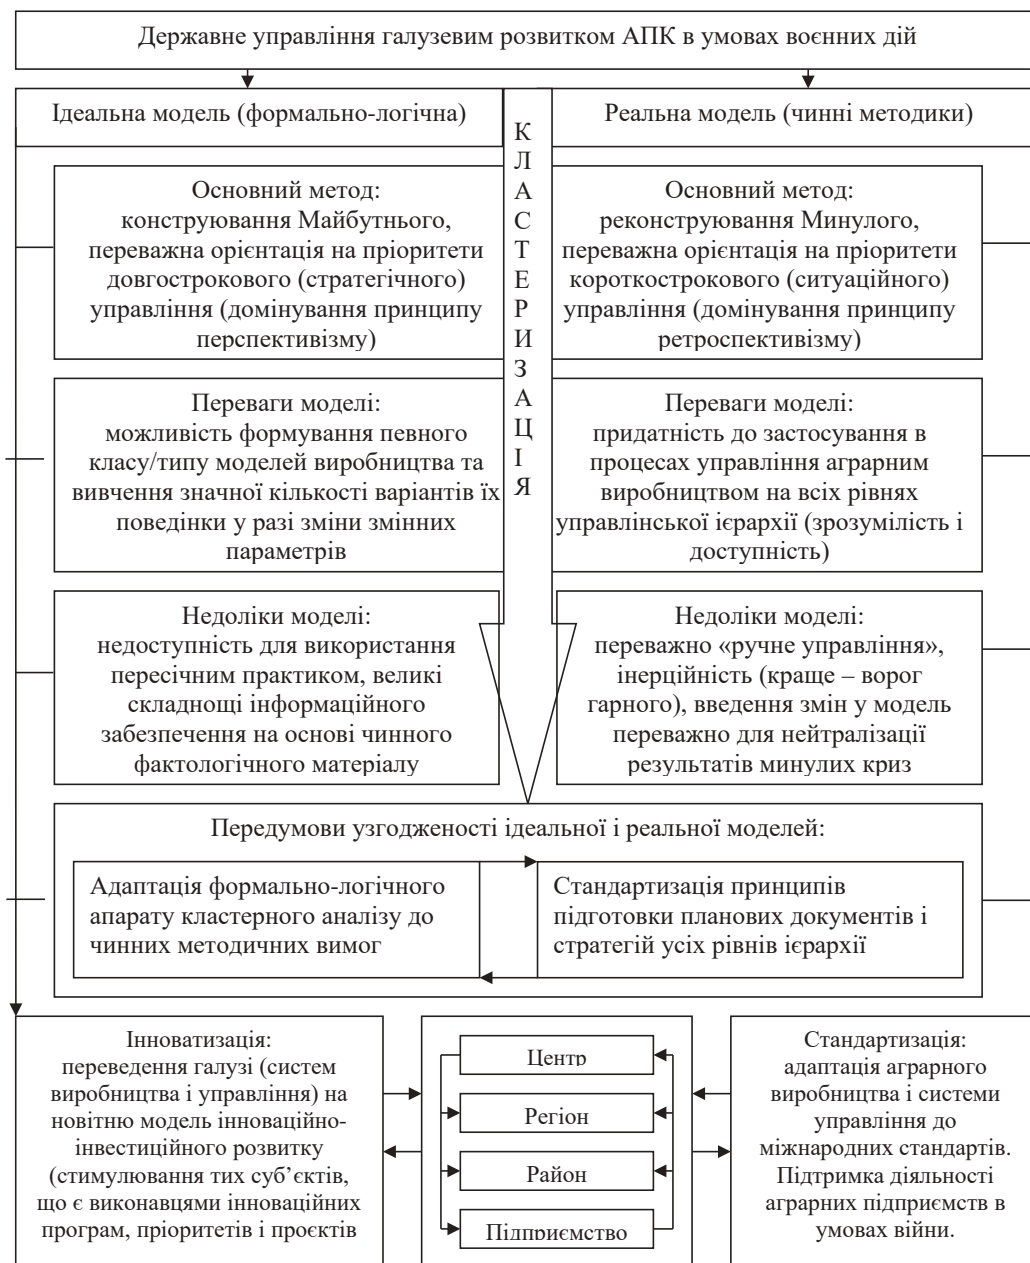 Державне управління галузевим розвитком АПК в умовах воєнних дій
Ідеальна модель (формально-логічна)
К
Л
А
С
Т
Е
Р
И
З
А
Ц
І
Я
Реальна модель (чинні методики)
Основний метод:
конструювання Майбутнього,
переважна орієнтація на пріоритети
довгострокового (стратегічного)
управління (домінування принципу
перспективізму)
Основний метод:
реконструювання Минулого,
переважна орієнтація на пріоритети
короткострокового (ситуаційного)
управління (домінування принципу
ретроспективізму)
Переваги моделі:
можливість формування певного
класу/типу моделей виробництва та
вивчення значної кількості варіантів їх
поведінки у разі зміни змінних
параметрів
Переваги моделі:
придатність до застосування в
процесах управління аграрним
виробництвом на всіх рівнях
управлінської ієрархії (зрозумілість і
доступність)
Недоліки моделі:
недоступність для використання
пересічним практиком, великі
складнощі інформаційного
забезпечення на основі чинного
фактологічного матеріалу
Недоліки моделі:
переважно «ручне управління»,
інерційність (краще – ворог
гарного), введення змін у модель
переважно для нейтралізації
результатів минулих криз
Передумови узгодженості ідеальної і реальної моделей:
Адаптація формально-логічного
апарату кластерного аналізу до
чинних методичних вимог
Стандартизація принципів
підготовки планових документів і
стратегій усіх рівнів ієрархії
Інноватизація:
переведення галузі (систем
виробництва і управління) на
новітню модель інноваційно-
інвестиційного розвитку
(стимулювання тих суб’єктів,
що є виконавцями інноваційних
програм, пріоритетів і проєктів
Центр
Регіон
Район
Підприємство
Стандартизація:
адаптація аграрного
виробництва і системи
управління до
міжнародних стандартів.
Підтримка діяльності
аграрних підприємств в
умовах війни.